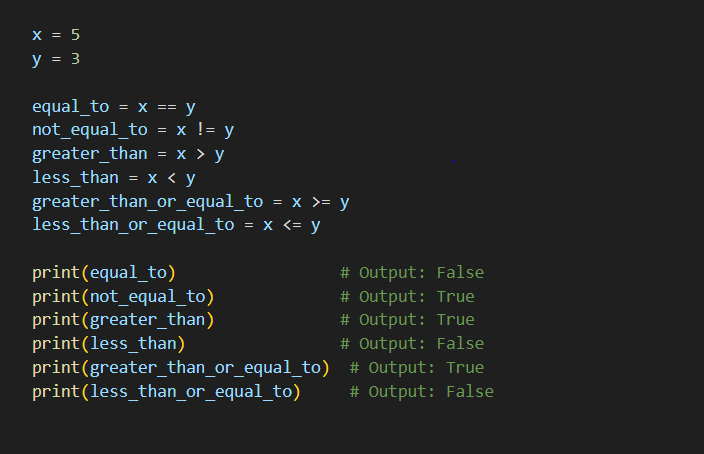 x = 5
y = 3

equal_to = x == y
not_equal_to = x != y
greater_than = x > y
less_than = x < y
greater_than_or_equal_to = x >= y
less_than_or_equal_to = x <= y

print(equal_to)                 # Output: False
print(not_equal_to)             # Output: True
print(greater_than)             # Output: True
print(less_than)                # Output: False
print(greater_than_or_equal_to)  # Output: True
print(less_than_or_equal_to)     # Output: False